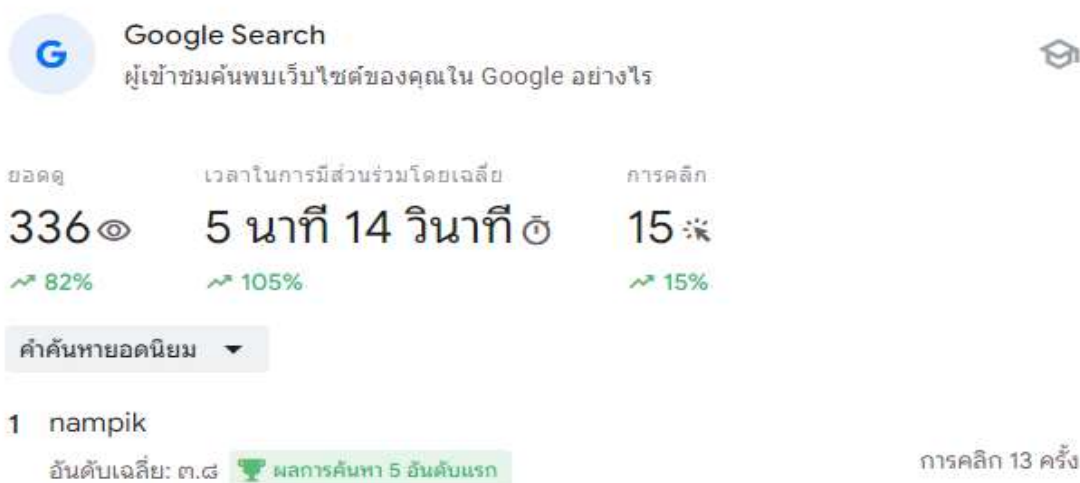 G
Google Search
ผู้เข้าชมค้นพบเว็บไซต์ของคุณใน Google อย่างไร
ยอดดู เวลาในการมีส่วนร่วมโดยเฉลี่ย การคลิก
336 5 นาที 14 วินาที 15
82% 105% 15%
คำค้นหายอดนิยม
1 nampik
อันดับเฉลี่ย: ๓.๘ ผลการค้นหา 5 อันดับแรก การคลิก 13 ครั้ง